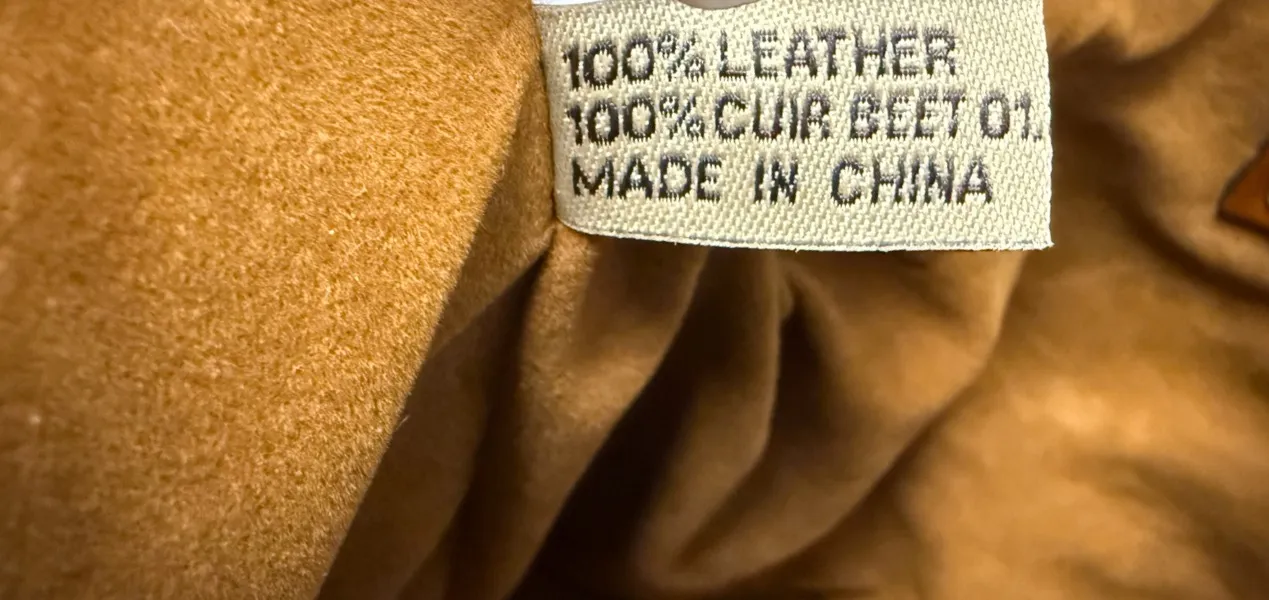 100% LEATHER
100% CUIR BEET 01.
MADE IN CHINA